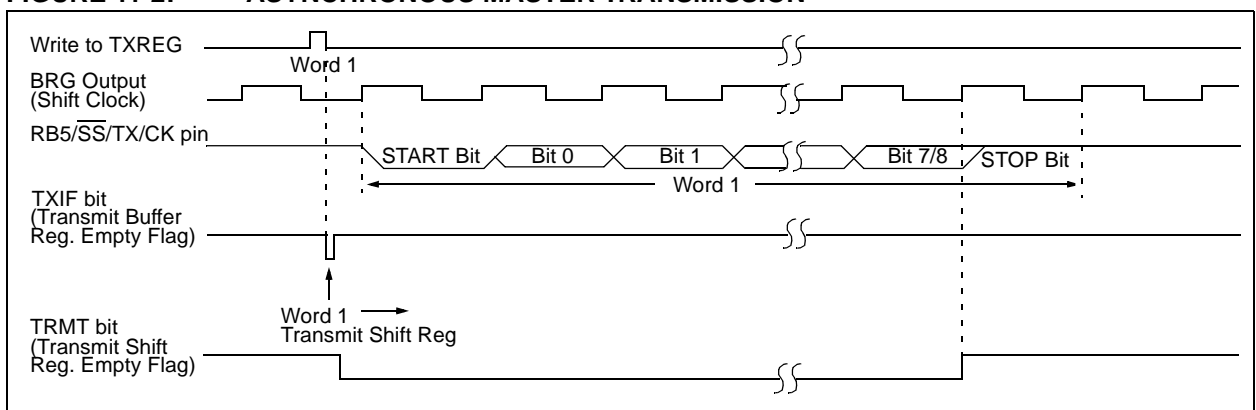 Write to TXREG
Word 1
BRG Output
(Shift Clock)
RB5/SS/TX/CK pin
START Bit
Bit 0
Bit 1
Bit 7/8
STOP Bit
Word 1
TXIF bit
(Transmit Buffer
Reg. Empty Flag)
Word 1
Transmit Shift Reg
TRMT bit
(Transmit Shift
Reg. Empty Flag)